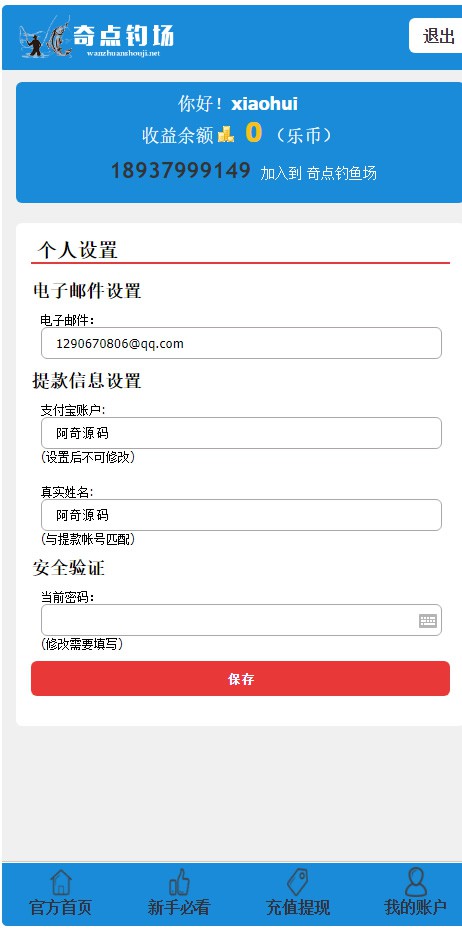 奇点钓场
wanzhuanshouji.net
退出
你好！xiaohui
收益余额 0 （乐币）
18937999149 加入到 奇点钓鱼场
个人设置
电子邮件设置
电子邮件：
1290670806@qq.com
提款信息设置
支付宝账户：
阿奇源码
（设置后不可修改）
真实姓名：
阿奇源码
（与提款帐号匹配）
安全验证
当前密码：
（修改需要填写）
保存
官方首页 新手必看 充值提现 我的账户